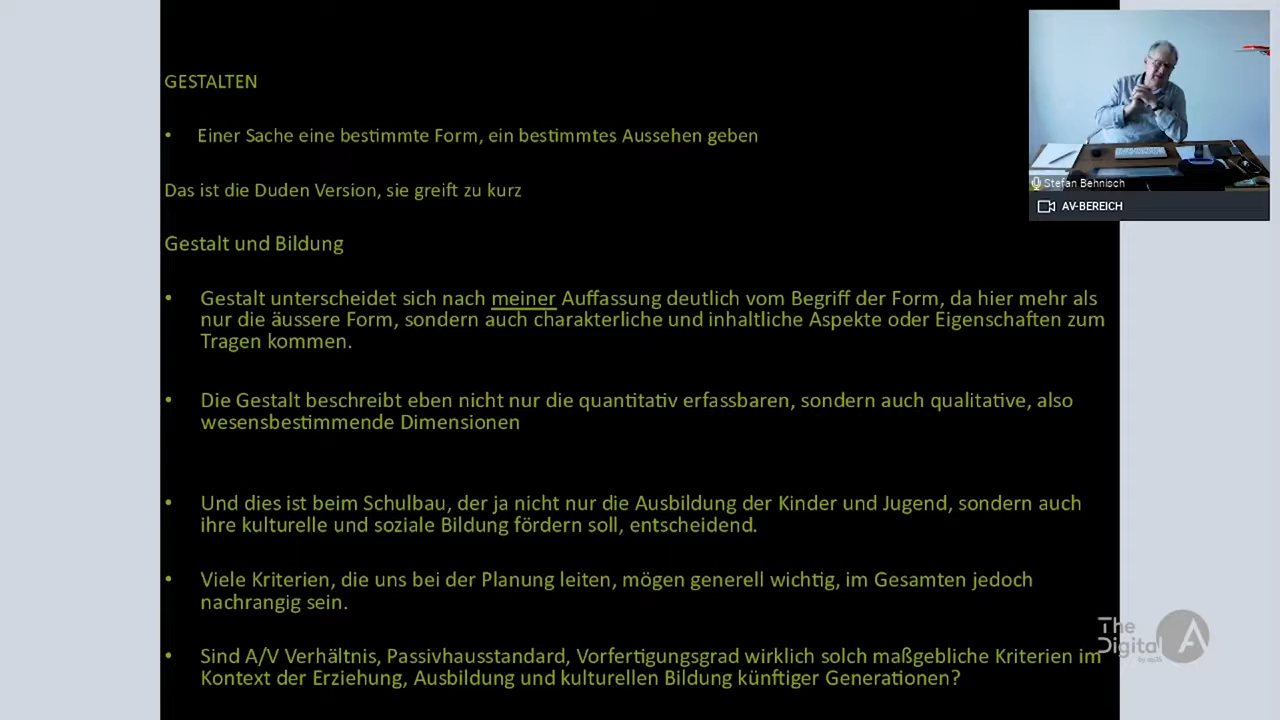 GESTALTEN
• Einer Sache eine bestimmte Form, ein bestimmtes Aussehen geben
Das ist die Duden Version, sie greift zu kurz
Gestalt und Bildung
• Gestalt unterscheidet sich nach meiner Auffassung deutlich vom Begriff der Form, da hier mehr als
nur die äussere Form, sondern auch charakterliche und inhaltliche Aspekte oder Eigenschaften zum
Tragen kommen.
• Die Gestalt beschreibt eben nicht nur die quantitativ erfassbaren, sondern auch qualitative, also
wesensbestimmende Dimensionen
• Und dies ist beim Schulbau, der ja nicht nur die Ausbildung der Kinder und Jugend, sondern auch
ihre kulturelle und soziale Bildung fördern soll, entscheidend.
• Viele Kriterien, die uns bei der Planung leiten, mögen generell wichtig, im Gesamten jedoch
nachrangig sein.
• Sind A/V Verhältnis, Passivhausstandard, Vorfertigungsgrad wirklich solch maßgebliche Kriterien im
Kontext der Erziehung, Ausbildung und kulturellen Bildung künftiger Generationen?
Stefan Behnisch
AV-BEREICH
The
Digital A